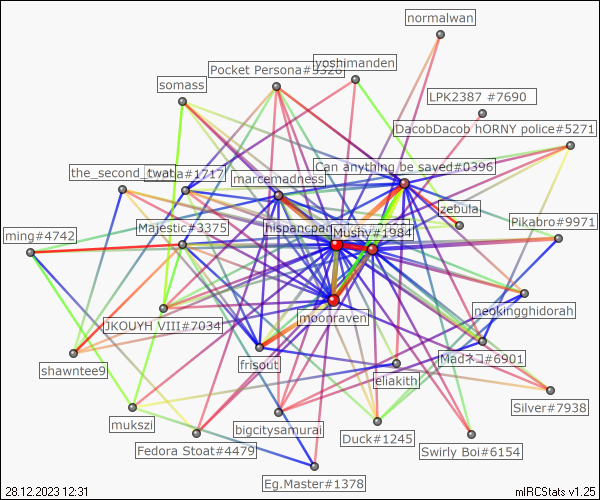 normalwan
yoshimanden
Pocket Persona#5326
somass
LPK2387 #7690
DacobDacob hORNY police#5271
Can anything be saved#0396
the_second_twat
#1717
marcemadness
zebula
Pikabro#9971
Majestic#3375
Mushy#1984
ming#4742
neokingghidorah
JKOUYH VIII#7034
moonraven
Madネコ#6901
frisout
shawntee9
eliakith
Silver#7938
mukszi
bigcitysamurai
Duck#1245
Fedora Stoat#4479
Swirly Boi#6154
Eg.Master#1378
28.12.2023 12:31
mIRCStats v1.25